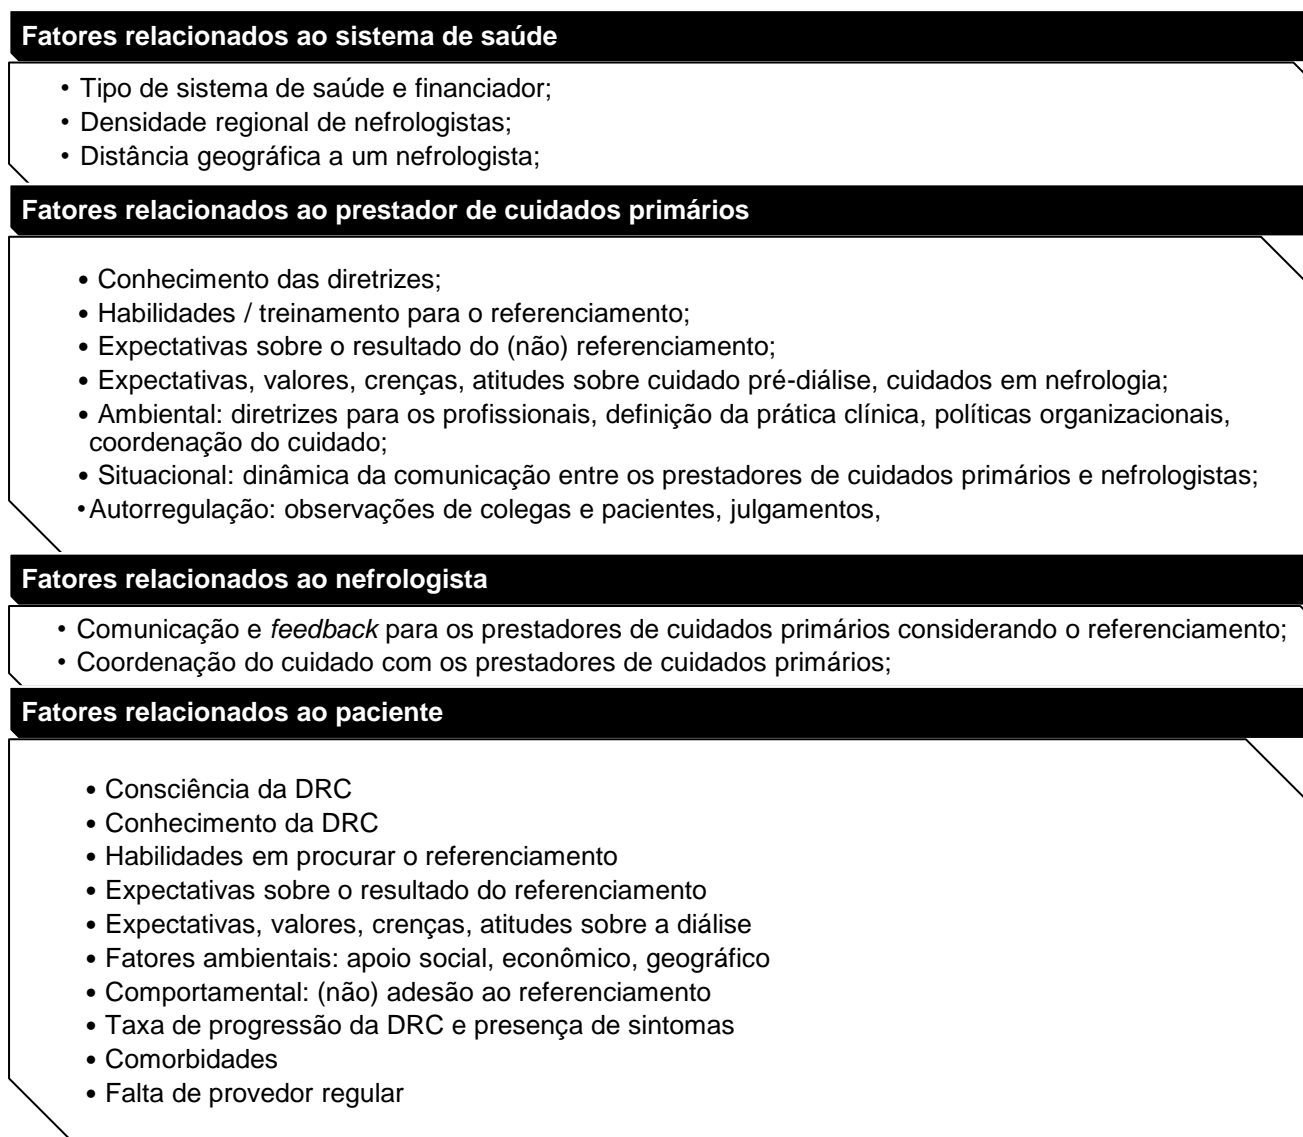 Fatores relacionados ao sistema de saúde
• Tipo de sistema de saúde e financiador;
• Densidade regional de nefrologistas;
• Distância geográfica a um nefrologista;
Fatores relacionados ao prestador de cuidados primários
• Conhecimento das diretrizes;
• Habilidades / treinamento para o referenciamento;
• Expectativas sobre o resultado do (não) referenciamento;
• Expectativas, valores, crenças, atitudes sobre cuidado pré-diálise, cuidados em nefrologia;
• Ambiental: diretrizes para os profissionais, definição da prática clínica, políticas organizacionais,
coordenação do cuidado;
• Situacional: dinâmica da comunicação entre os prestadores de cuidados primários e nefrologistas;
•Autorregulação: observações de colegas e pacientes, julgamentos,
Fatores relacionados ao nefrologista
• Comunicação e feedback para os prestadores de cuidados primários considerando o referenciamento;
• Coordenação do cuidado com os prestadores de cuidados primários;
Fatores relacionados ao paciente
• Consciência da DRC
• Conhecimento da DRC
• Habilidades em procurar o referenciamento
• Expectativas sobre o resultado do referenciamento
• Expectativas, valores, crenças, atitudes sobre a diálise
• Fatores ambientais: apoio social, econômico, geográfico
• Comportamental: (não) adesão ao referenciamento
• Taxa de progressão da DRC e presença de sintomas
• Comorbidades
• Falta de provedor regular